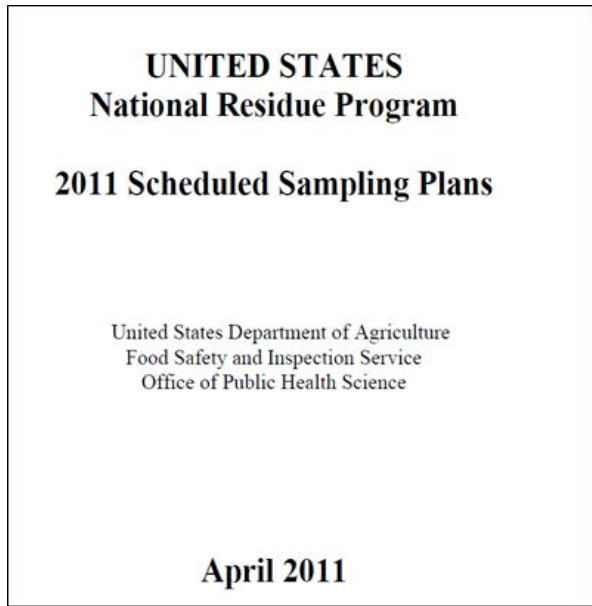 UNITED STATES
National Residue Program
2011 Scheduled Sampling Plans
United States Department of Agriculture
Food Safety and Inspection Service
Office of Public Health Science
April 2011